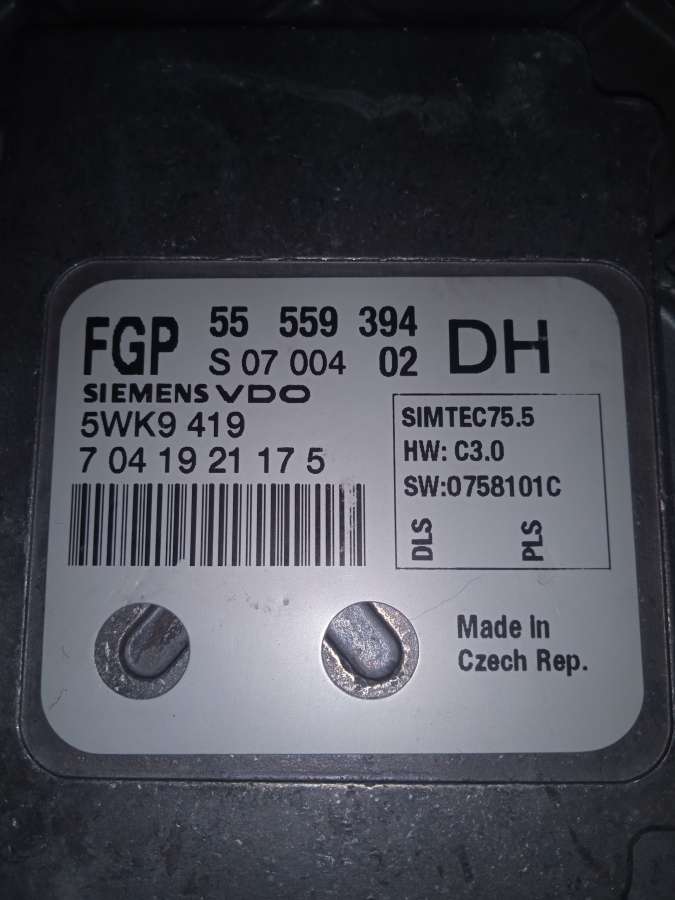 FGP 55 559 394 DH
S 07 004 02
SIEMENS VDO
5WK9 419
7 04 19 21 17 5
SIMTEC75.5
HW: C3.0
SW:0758101C
DLS PLS
Made In
Czech Rep.